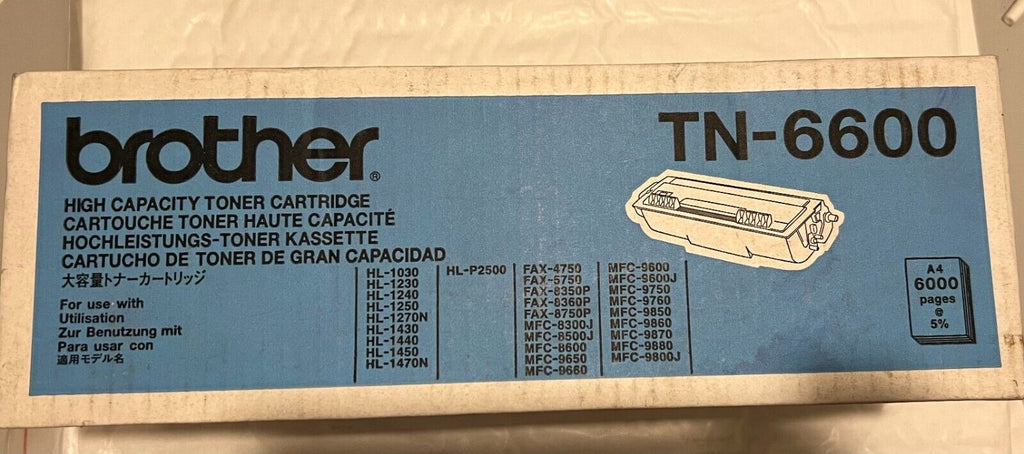 brother®
TN-6600
HIGH CAPACITY TONER CARTRIDGE
CARTOUCHE TONER HAUTE CAPACITÉ
HOCHLEISTUNGS-TONER KASSETTE
CARTUCHO DE TONER DE GRAN CAPACIDAD
大容量トナーカートリッジ
For use with
Utilisation
Zur Benutzung mit
Para usar con
適用モデル名
HL-1030
HL-1230
HL-1240
HL-1250
HL-1270N
HL-1430
HL-1440
HL-1450
HL-1470N
HL-P2500
FAX-4750
FAX-5750
FAX-8350P
FAX-8360P
FAX-8750P
MFC-8300J
MFC-8500J
MFC-8600
MFC-9650
MFC-9660
MFC-9600
MFC-9600J
MFC-9750
MFC-9760
MFC-9850
MFC-9860
MFC-9870
MFC-9880
MFC-9800J
A4
6000
pages
@
5%